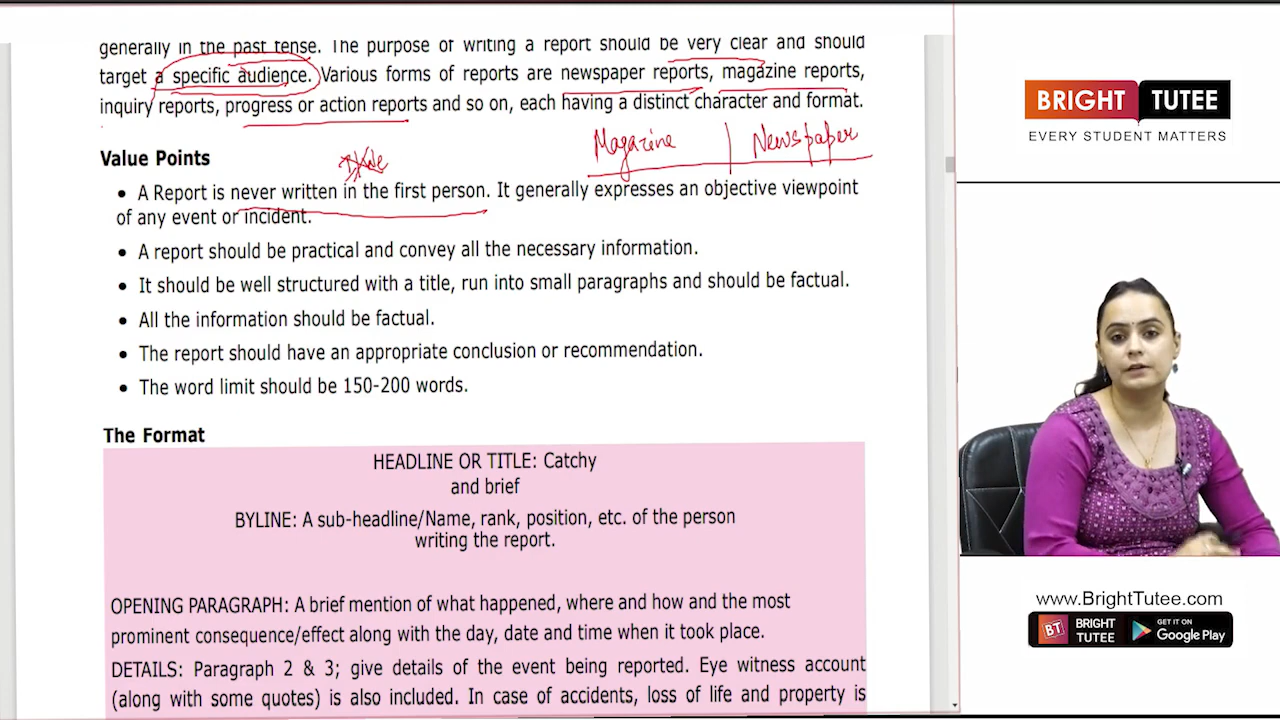 generally in the past tense. The purpose of writing a report should be very clear and should
target a specific audience. Various forms of reports are newspaper reports, magazine reports,
inquiry reports, progress or action reports and so on, each having a distinct character and format.
Magazine | Newspaper
Value Points
• A Report is never written in the first person. It generally expresses an objective viewpoint
of any event or incident.
• A report should be practical and convey all the necessary information.
• It should be well structured with a title, run into small paragraphs and should be factual.
• All the information should be factual.
• The report should have an appropriate conclusion or recommendation.
• The word limit should be 150-200 words.
The Format
HEADLINE OR TITLE: Catchy
and brief
BYLINE: A sub-headline/Name, rank, position, etc. of the person
writing the report.
OPENING PARAGRAPH: A brief mention of what happened, where and how and the most
prominent consequence/effect along with the day, date and time when it took place.
DETAILS: Paragraph 2 & 3; give details of the event being reported. Eye witness account
(along with some quotes) is also included. In case of accidents, loss of life and property is
BRIGHT TUTEE
EVERY STUDENT MATTERS
www.BrightTutee.com
BT BRIGHT TUTEE
GET IT ON
Google Play